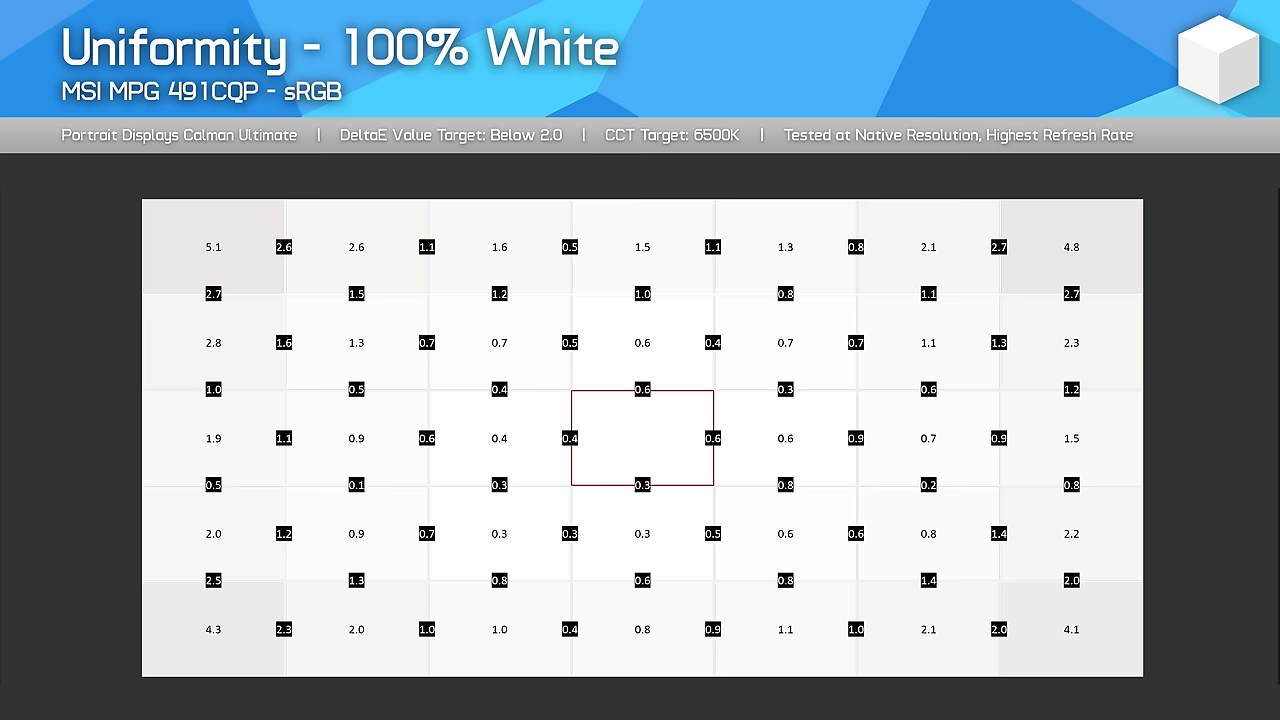 Uniformity - 100% White
MSI MPG 491CQP - sRGB
Portrait Displays Calman Ultimate | DeltaE Value Target: Below 2.0 | CCT Target: 6500K | Tested at Native Resolution, Highest Refresh Rate
5.1 2.6 2.6 1.1 1.6 0.5 1.5 1.1 1.3 0.8 2.1 2.7 4.8
2.7 1.5 1.2 1.0 0.8 1.1 2.7
2.8 1.6 1.3 0.7 0.7 0.5 0.6 0.4 0.7 0.7 1.1 1.3 2.3
1.0 0.5 0.4 0.6 0.3 0.6 1.2
1.9 1.1 0.9 0.6 0.4 0.4 0.6 0.6 0.9 0.7 0.9 1.5
0.5 0.1 0.3 0.3 0.8 0.2 0.8
2.0 1.2 0.9 0.7 0.3 0.3 0.3 0.5 0.6 0.6 0.8 1.4 2.2
2.5 1.3 0.8 0.6 0.8 1.4 2.0
4.3 2.3 2.0 1.0 1.0 0.4 0.8 0.9 1.1 1.0 2.1 2.0 4.1